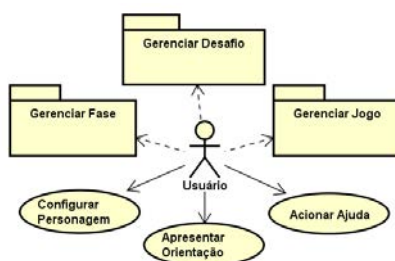 Gerenciar Desafio
Gerenciar Fase
Gerenciar Jogo
Usuário
Configurar
Personagem
Acionar Ajuda
Apresentar
Orientação